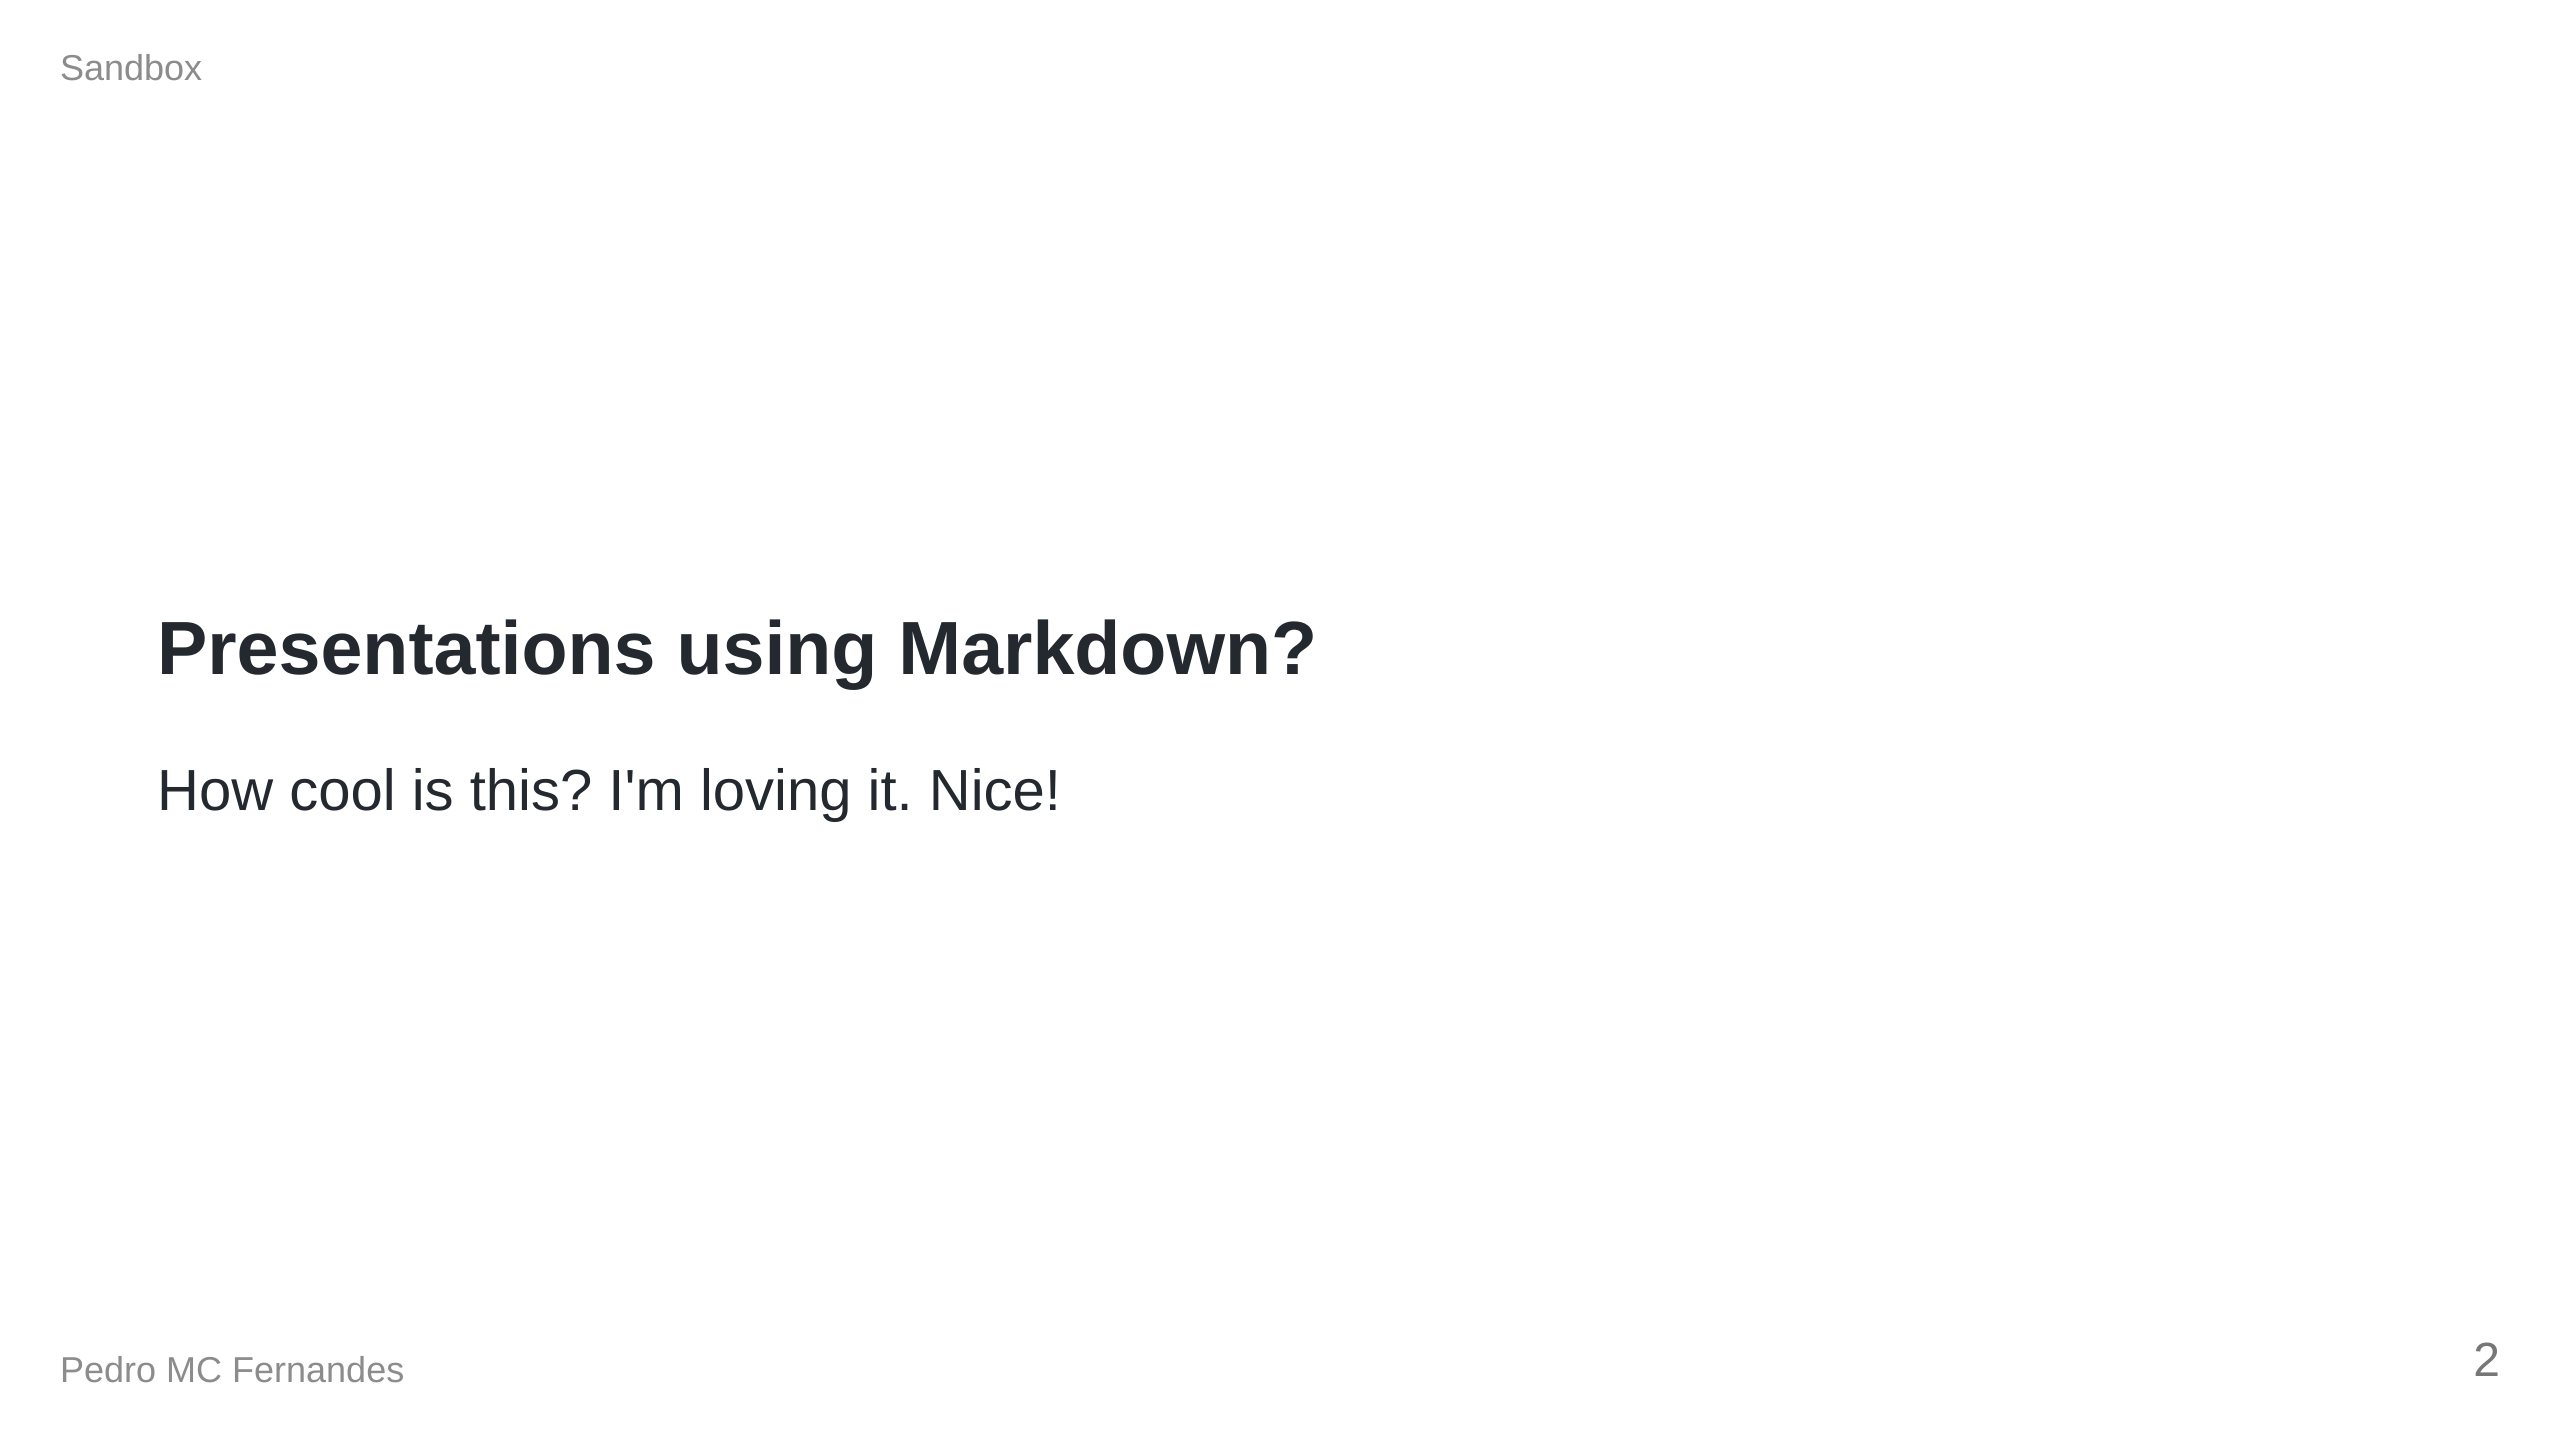 Sandbox
Presentations using Markdown?
How cool is this? I'm loving it. Nice!
Pedro MC Fernandes
2